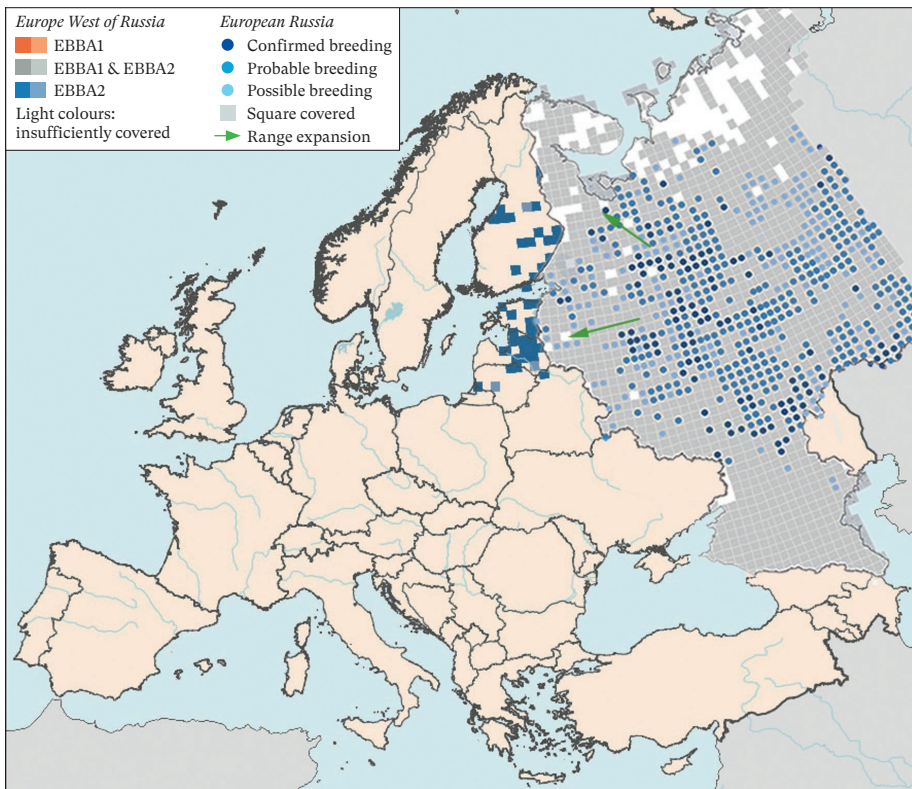 Europe West of Russia
EBBA1
EBBA1 & EBBA2
EBBA2
Light colours:
insufficiently covered
European Russia
Confirmed breeding
Probable breeding
Possible breeding
Square covered
Range expansion